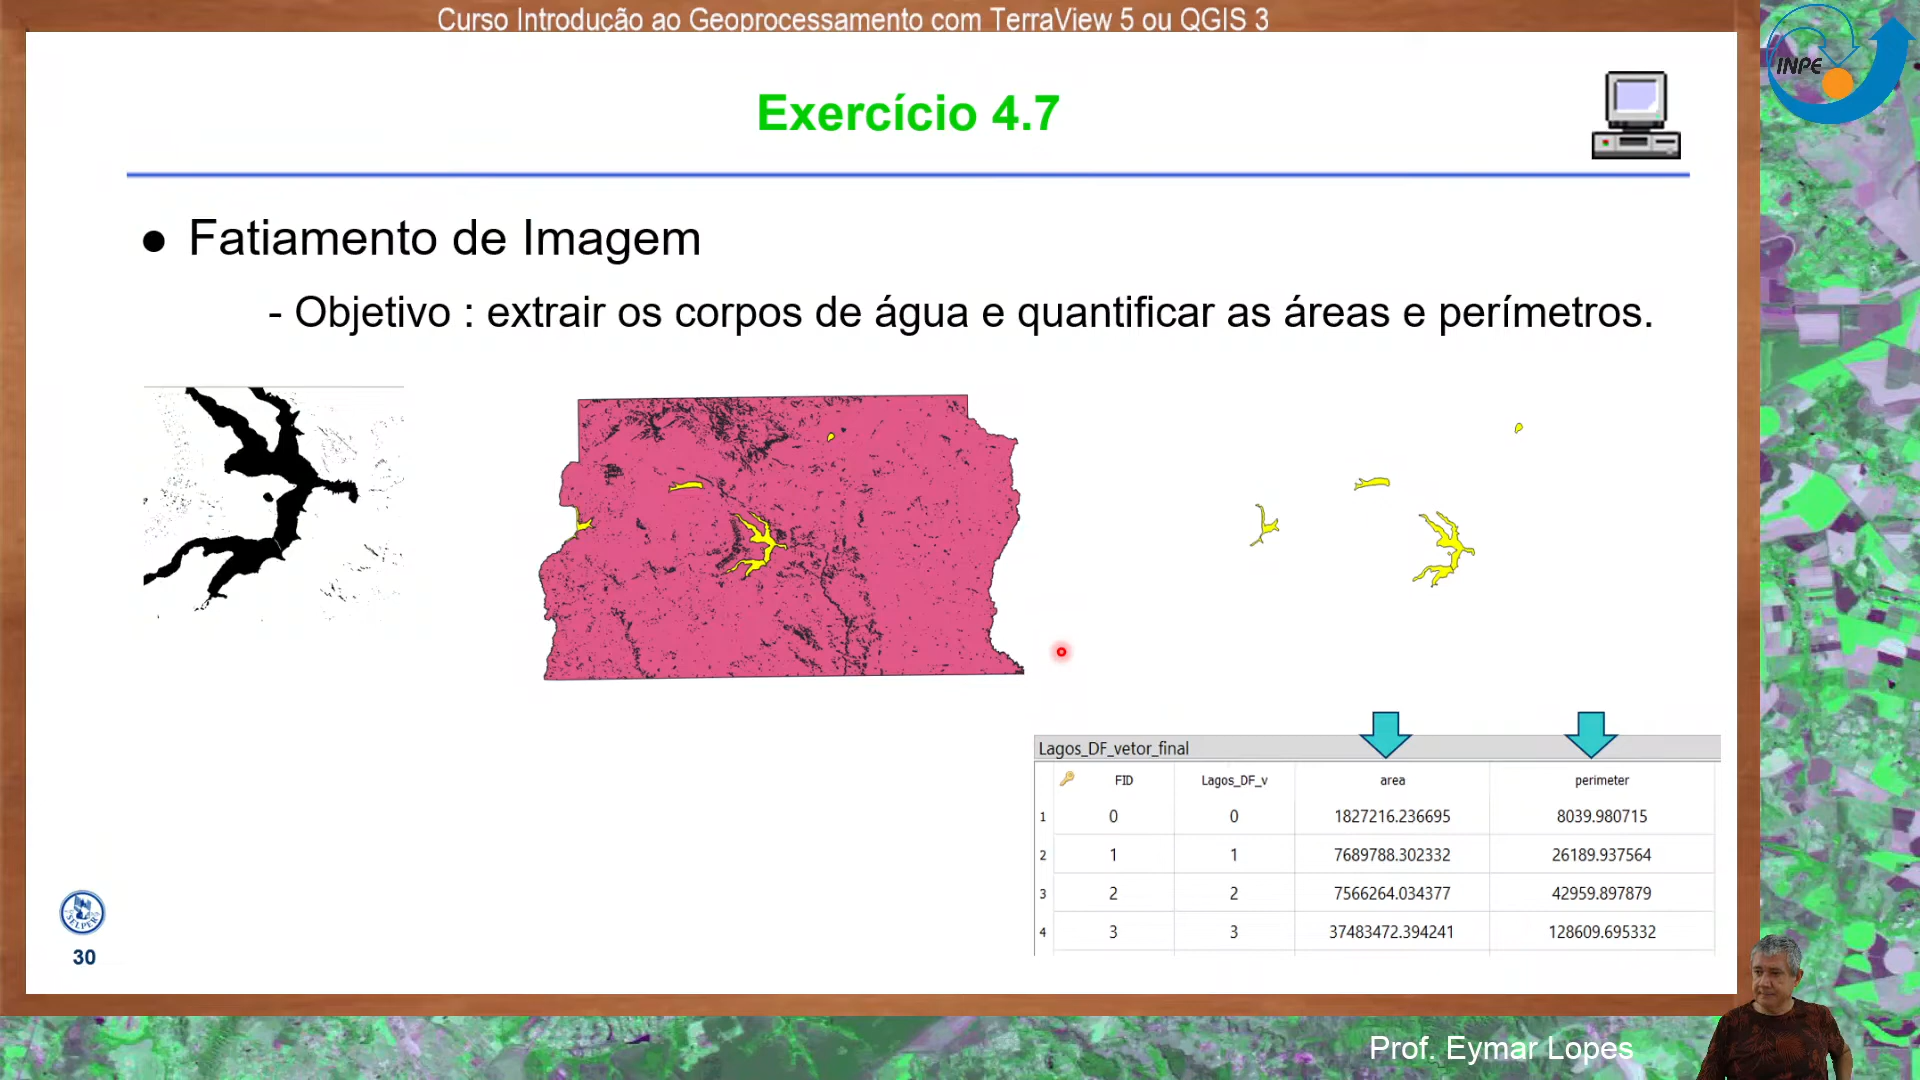 Curso Introdução ao Geoprocessamento com TerraView 5 ou QGIS 3
INPE
Exercício 4.7
● Fatiamento de Imagem
- Objetivo : extrair os corpos de água e quantificar as áreas e perímetros.
Lagos_DF_vetor_final
FID Lagos_DF_v area perimeter
1 0 0 1827216.236695 8039.980715
2 1 1 7689788.302332 26189.937564
3 2 2 7566264.034377 42959.897879
4 3 3 37483472.394241 128609.695332
SELPER
30
Prof. Eymar Lopes